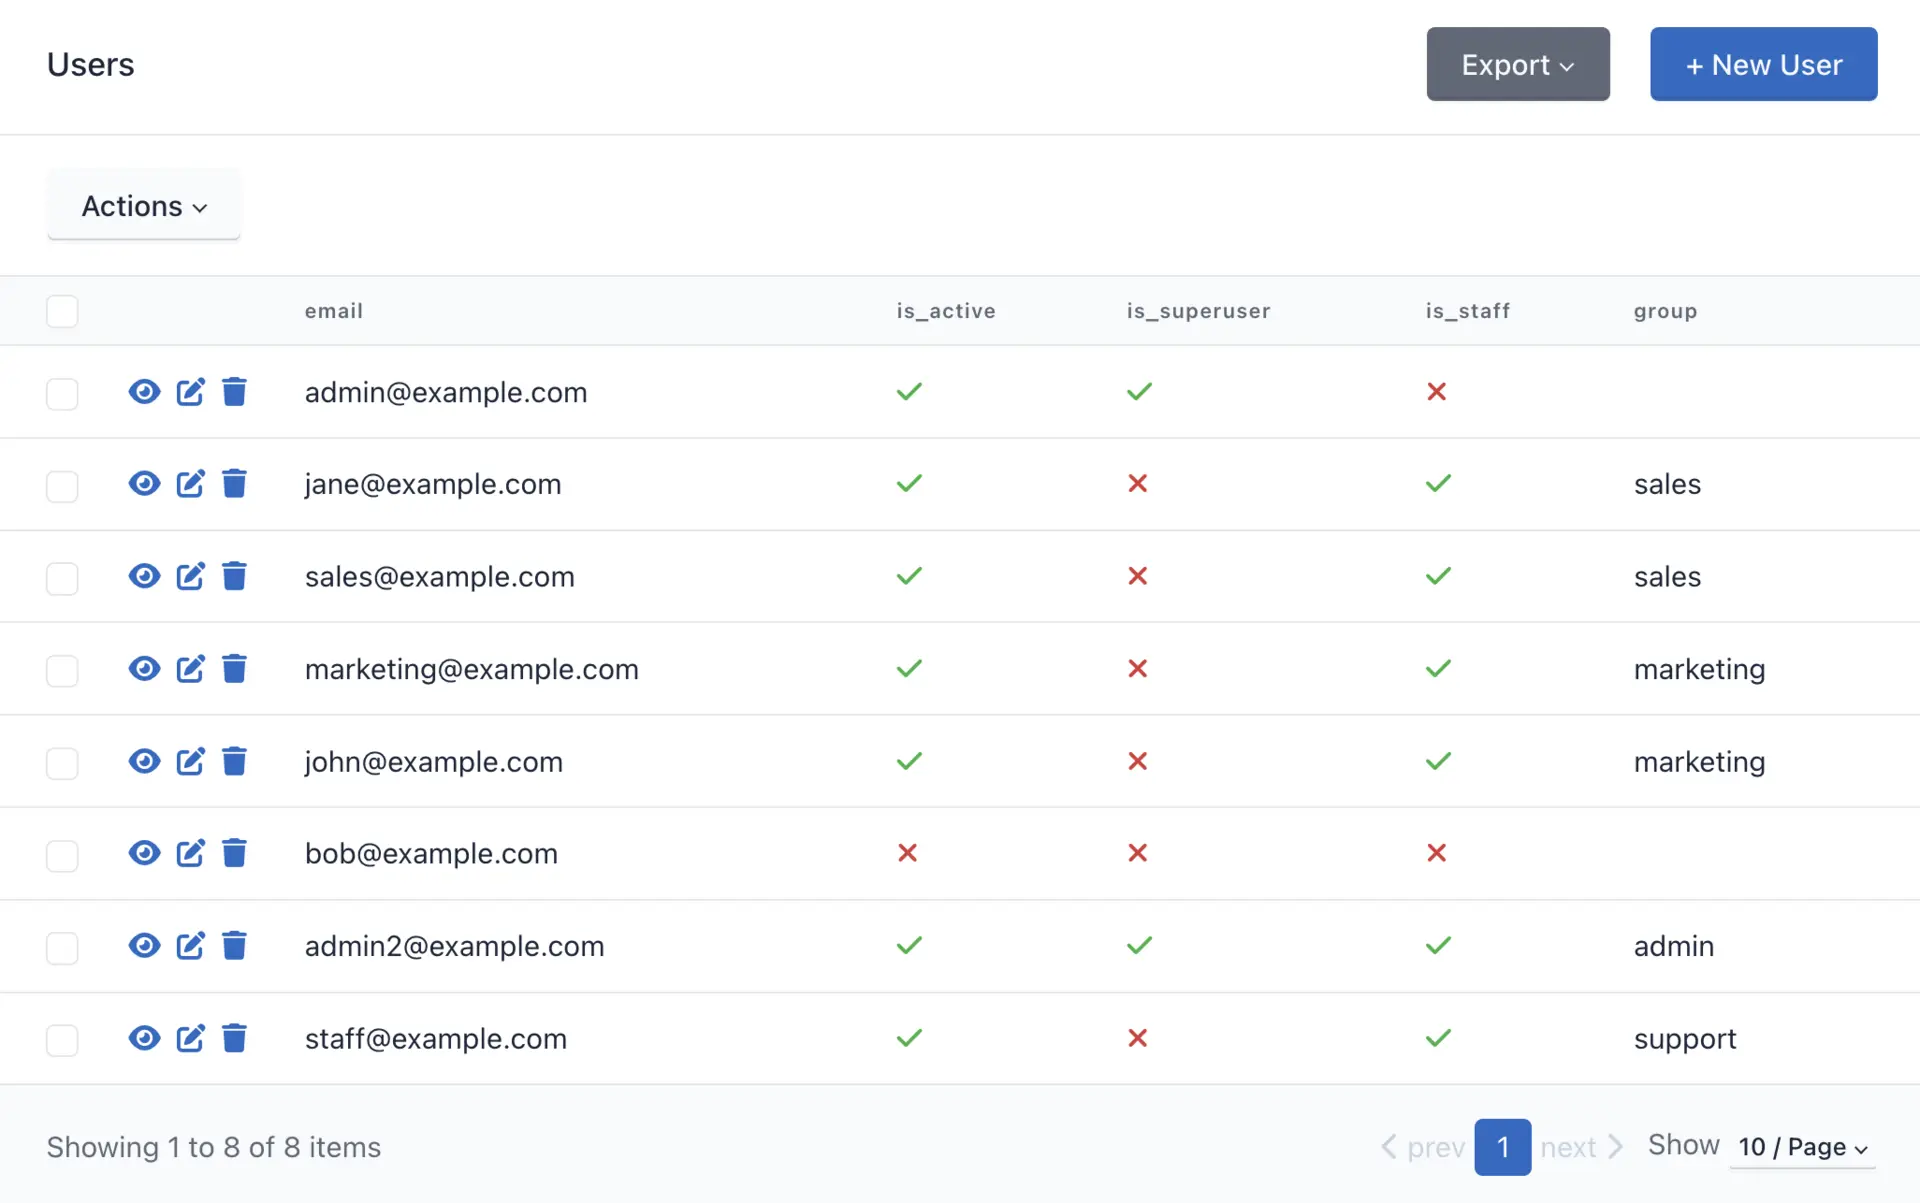 Users Export + New User
Actions
email is_active is_superuser is_staff group
admin@example.com
jane@example.com sales
sales@example.com sales
marketing@example.com marketing
john@example.com marketing
bob@example.com
admin2@example.com admin
staff@example.com support
Showing 1 to 8 of 8 items prev 1 next Show 10 / Page